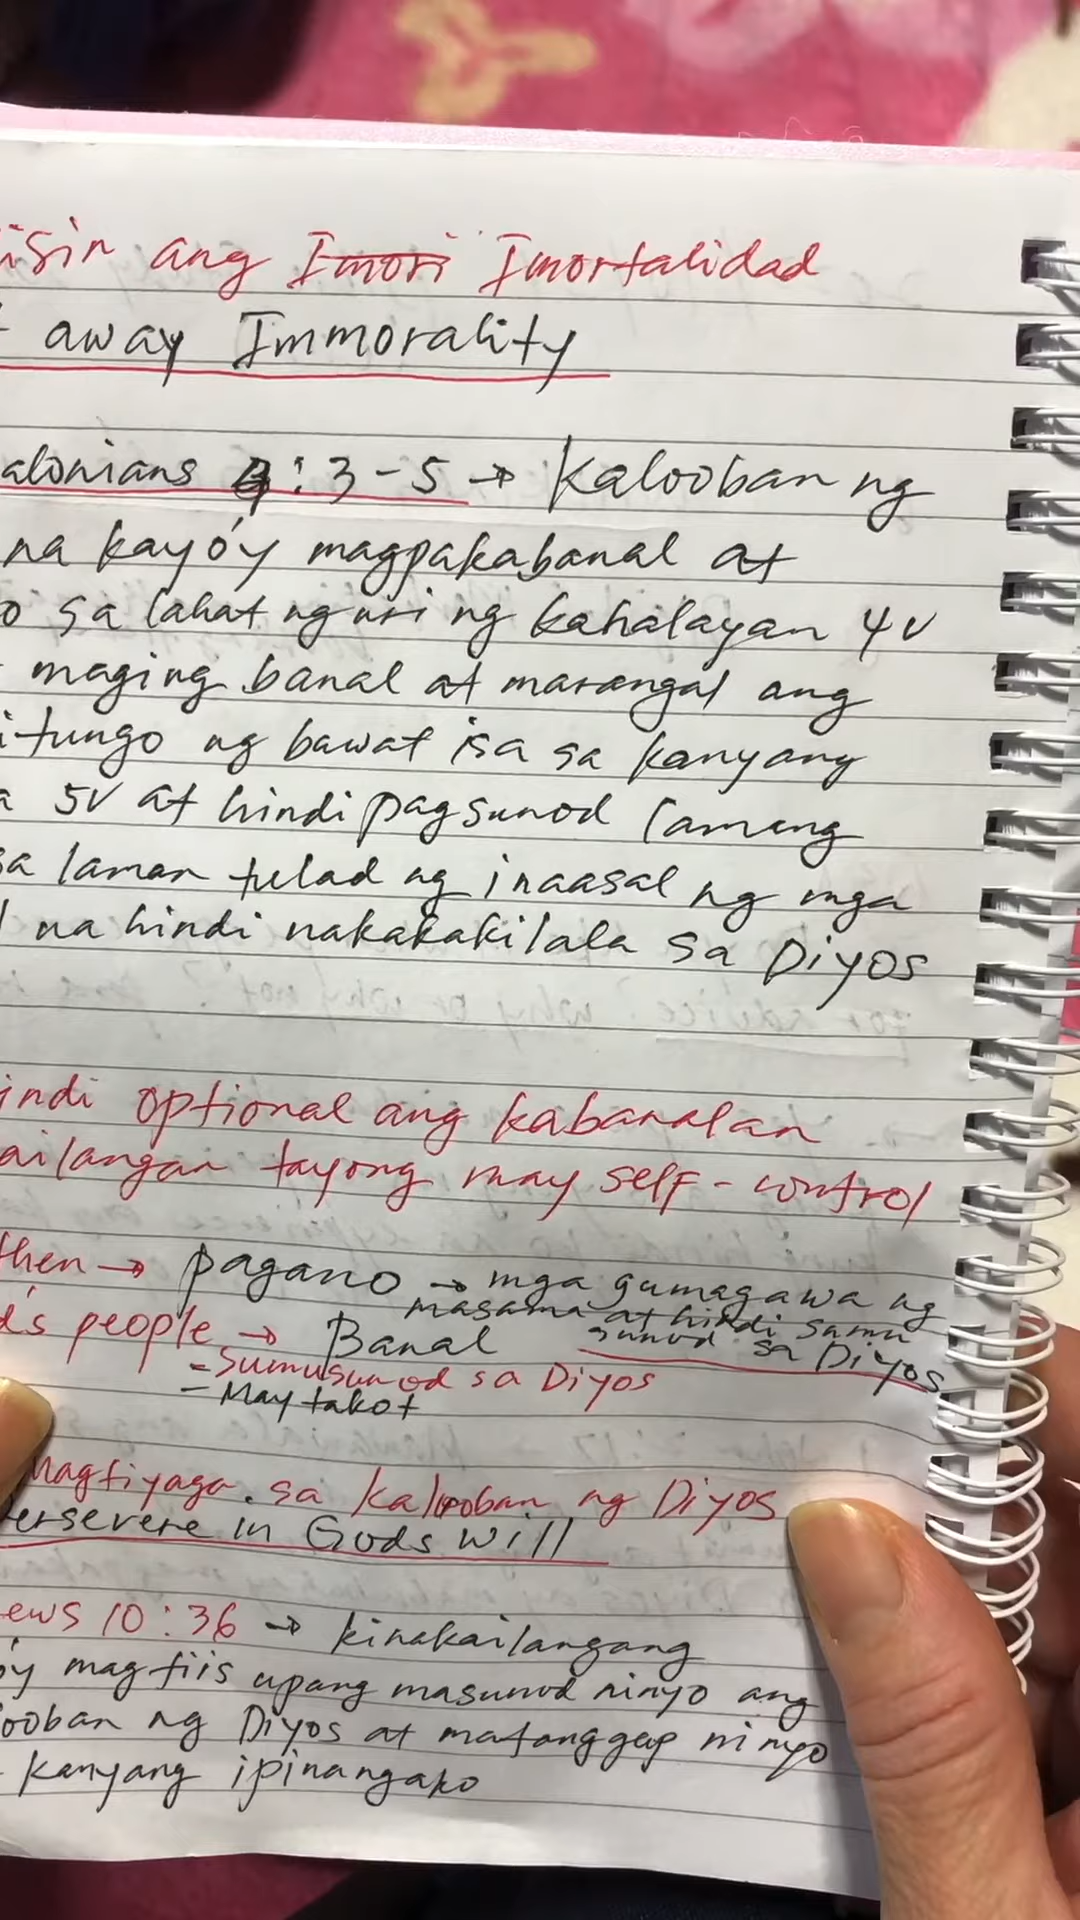 isin ang Imori Imortalidad
away Immorality
alonians 4:3-5 → kalooban ng
na kayo'y magpakabanal at
o sa lahat ng uri ng kahalayan 4v
maging banal at marangal ang
itungo ng bawat isa sa kanyang
a 5v at hindi pagsunod lamang
sa laman tulad ng inaasal ng mga
na hindi nakakakilala sa Diyos
indi optional ang kabanalan
ailangan tayong may self-control
then → pagano → mga gumagawa ng
masama at hindi sumu
sunod sa Diyos
d's people → Banal
- Sumusunod sa Diyos
- May takot
Magtiyaga sa kalooban ng Diyos
ersevere in Gods will
ews 10:36 → kinakailangang
o'y magtiis upang masunod ninyo ang
ooban ng Diyos at matanggap ninyo
kanyang ipinangako